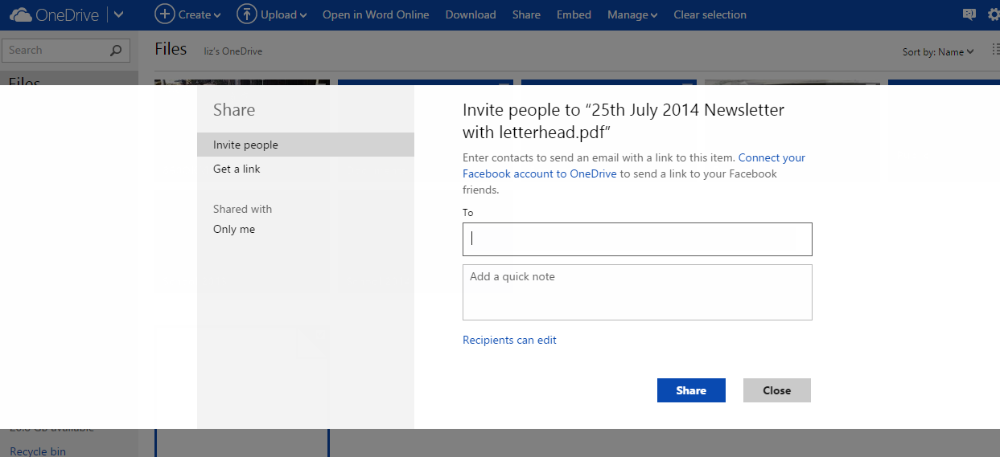 OneDrive Create Upload Open in Word Online Download Share Embed Manage Clear selection
Search
Files liz's OneDrive
Sort by: Name
Files
Share
Invite people
Get a link
Shared with
Only me
Invite people to “25th July 2014 Newsletter
with letterhead.pdf”
Enter contacts to send an email with a link to this item. Connect your
Facebook account to OneDrive to send a link to your Facebook
friends.
To
Add a quick note
Recipients can edit
Share Close
GB available
Recycle bin